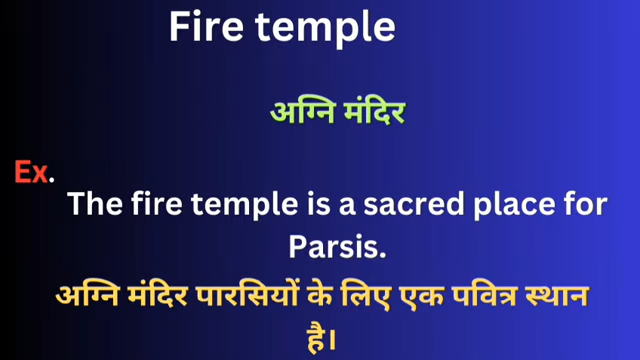 Fire temple
अग्नि मंदिर
Ex.
The fire temple is a sacred place for
Parsis.
अग्नि मंदिर पारसियों के लिए एक पवित्र स्थान
है।